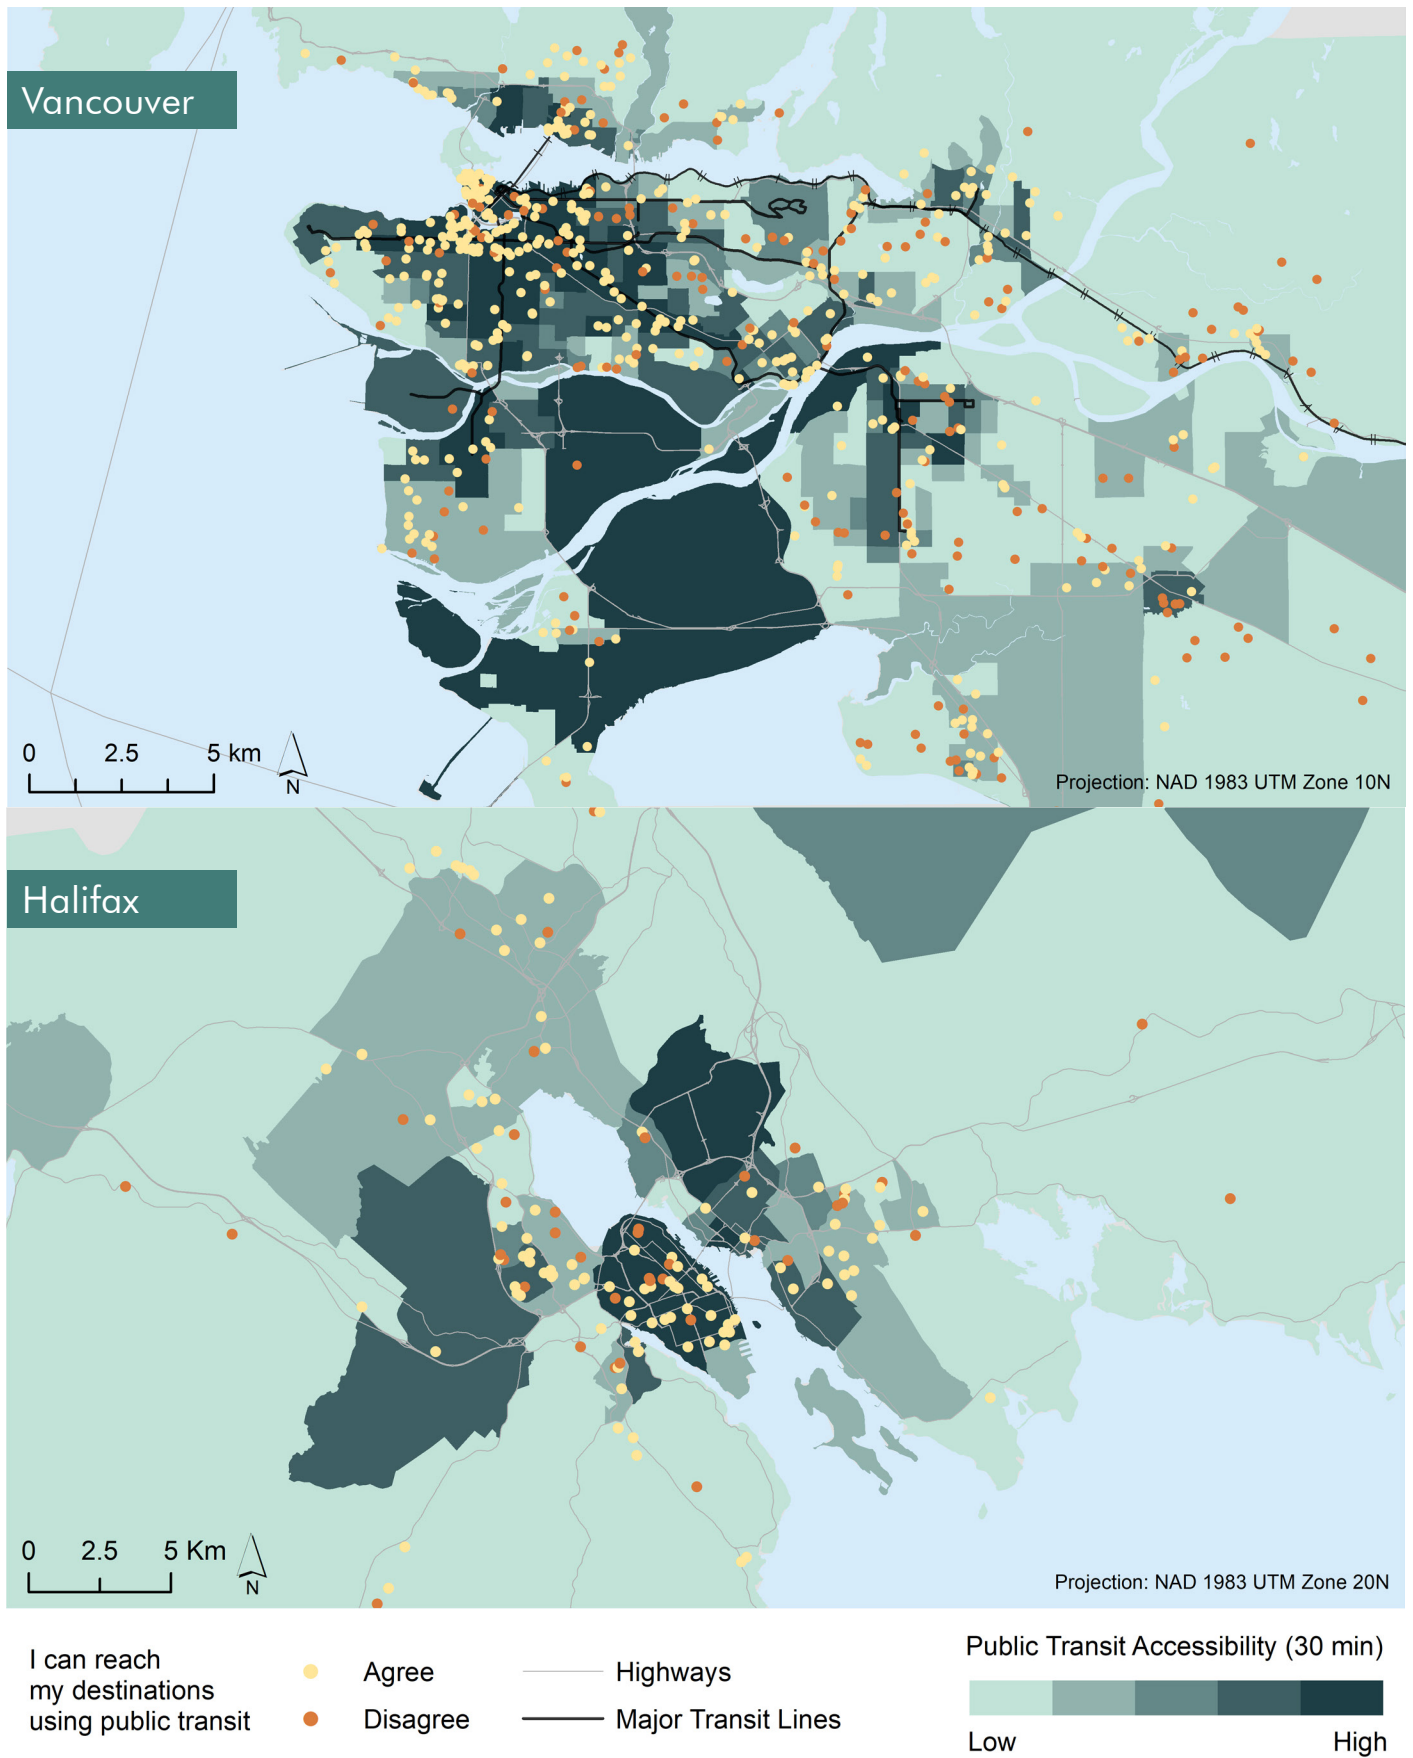 Vancouver
0 2.5 5 km
N
Projection: NAD 1983 UTM Zone 10N
Halifax
0 2.5 5 Km
N
Projection: NAD 1983 UTM Zone 20N
I can reach
my destinations
using public transit
Agree
Disagree
Highways
Major Transit Lines
Public Transit Accessibility (30 min)
Low High